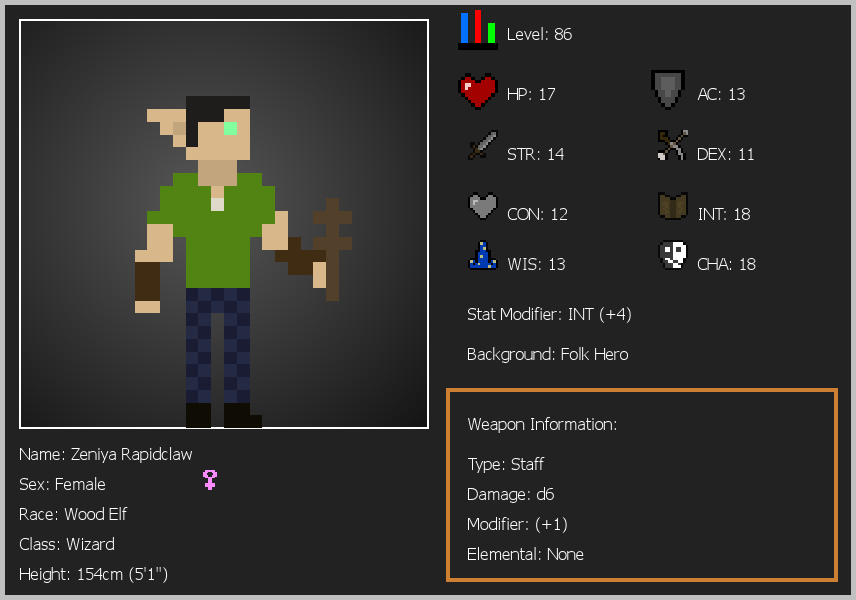 Level: 86
HP: 17
AC: 13
STR: 14
DEX: 11
CON: 12
INT: 18
WIS: 13
CHA: 18
Stat Modifier: INT (+4)
Background: Folk Hero
Weapon Information:
Type: Staff
Damage: d6
Modifier: (+1)
Elemental: None
Name: Zeniya Rapidclaw
Sex: Female
Race: Wood Elf
Class: Wizard
Height: 154cm (5'1")